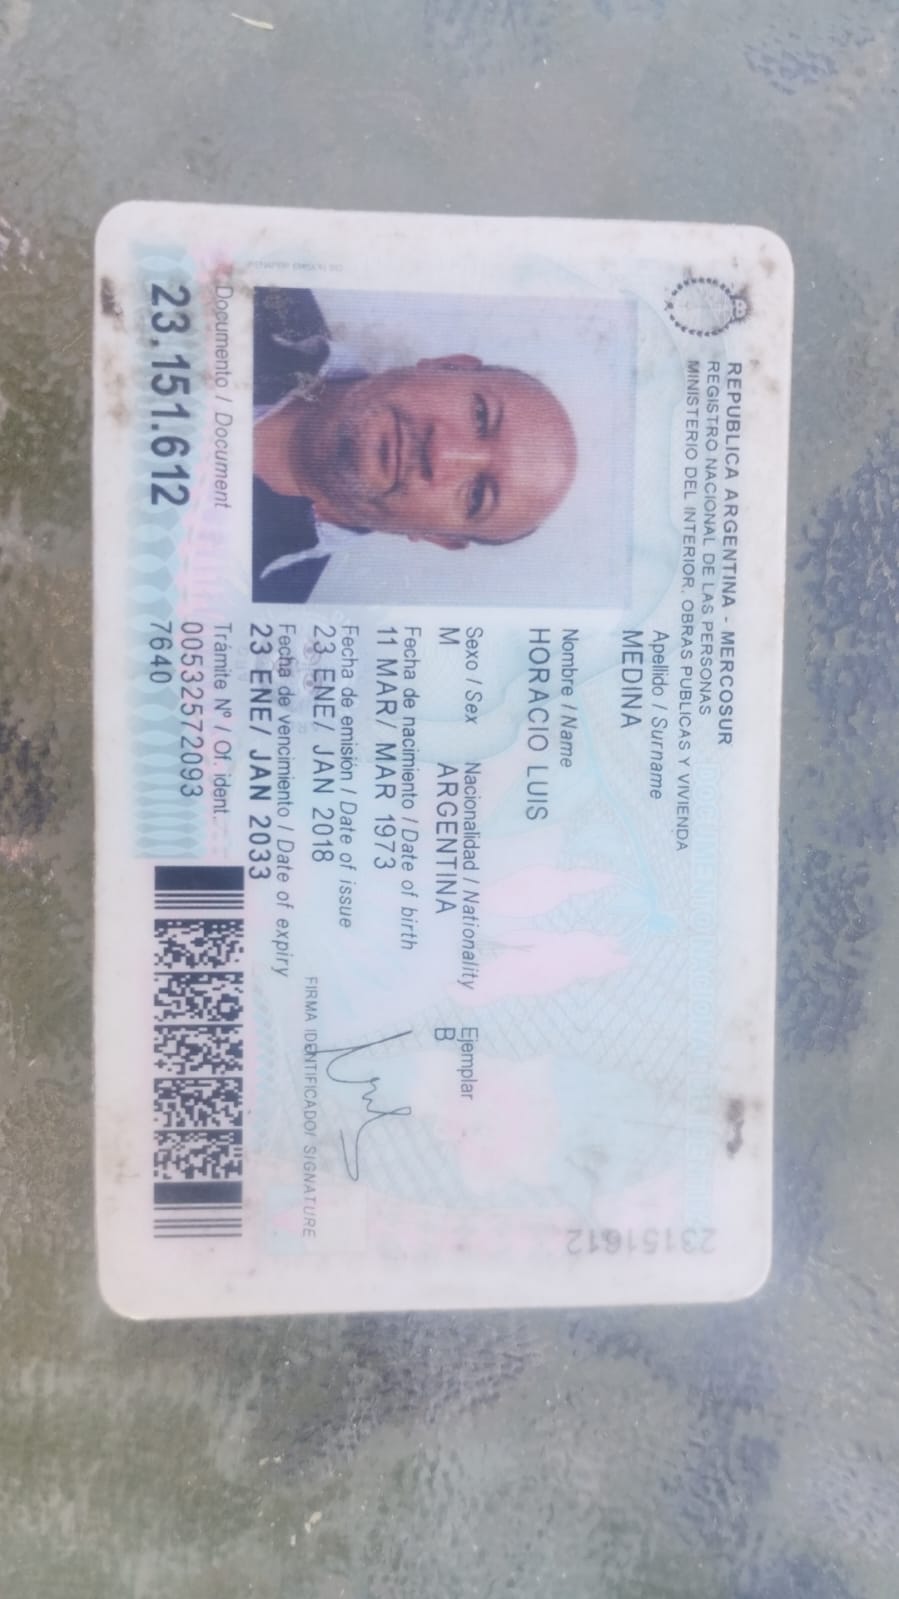 REPUBLICA ARGENTINA - MERCOSUR
REGISTRO NACIONAL DE LAS PERSONAS
MINISTERIO DEL INTERIOR, OBRAS PUBLICAS Y VIVIENDA
Apellido / Surname
MEDINA
Nombre / Name
HORACIO LUIS
Sexo / Sex Nacionalidad / Nationality Ejemplar
M ARGENTINA B
Fecha de nacimiento / Date of birth
11 MAR/ MAR 1973
Fecha de emisión / Date of issue
23 ENE/ JAN 2018
Fecha de vencimiento / Date of expiry
23 ENE/ JAN 2033
FIRMA IDENTIFICADO/ SIGNATURE
Documento / Document
23.151.612
Trámite Nº / Of. ident.
00532572093
7640
23151612